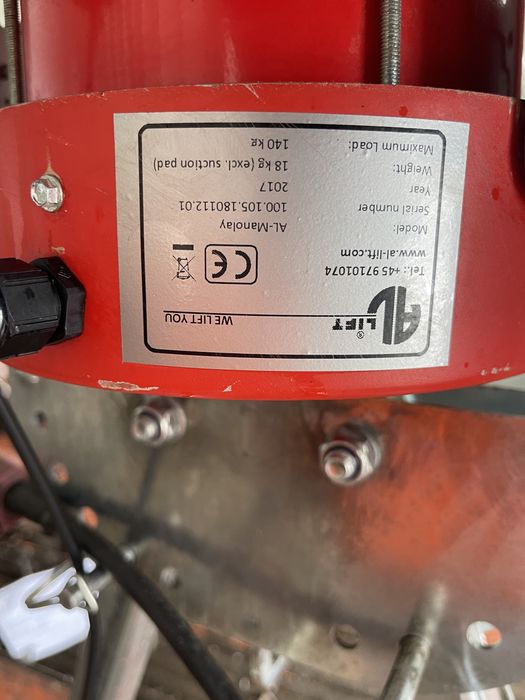 AL LIFT ®
WE LIFT YOU
Tel.: +45 97101074
www.al-lift.com
CE
Model: AL-Manolay
Serial number 100.105.180112.01
Year 2017
Weight: 18 kg (excl. suction pad)
Maximum Load: 140 kg